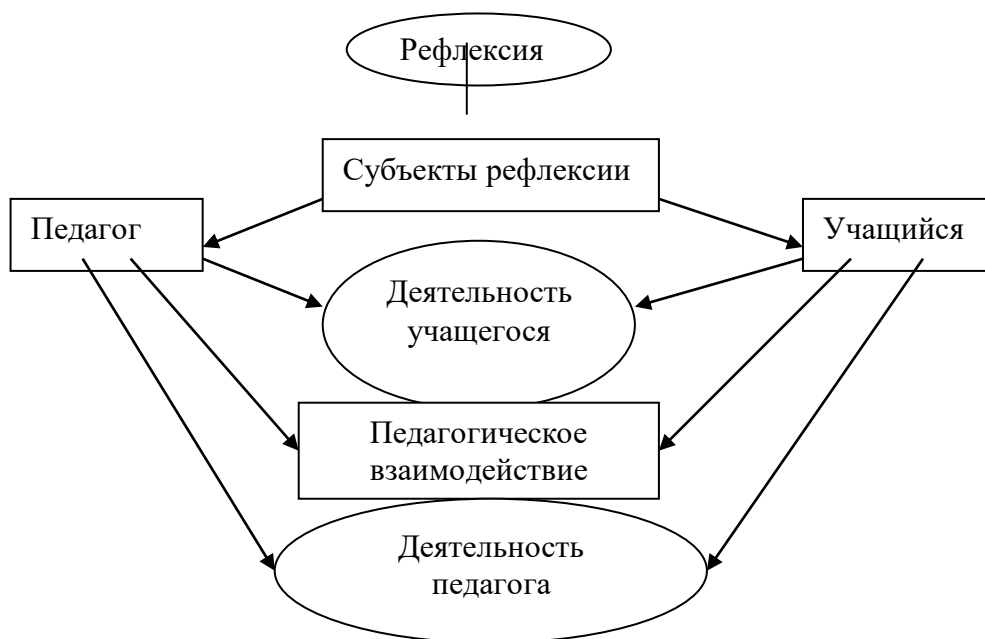 Рефлексия
Субъекты рефлексии
Педагог
Учащийся
Деятельность
учащегося
Педагогическое
взаимодействие
Деятельность
педагога